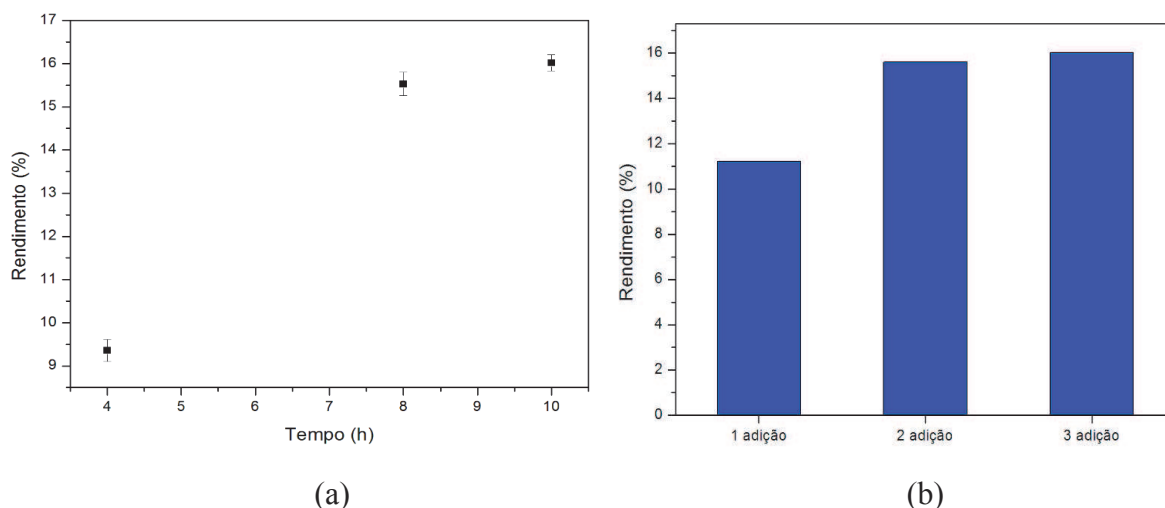 17
16
15
14
13
12
11
10
9
Rendimento (%)
4 5 6 7 8 9 10
Tempo (h)
(a)
16
14
12
10
8
6
4
2
0
Rendimento (%)
1 adição 2 adição 3 adição
(b)